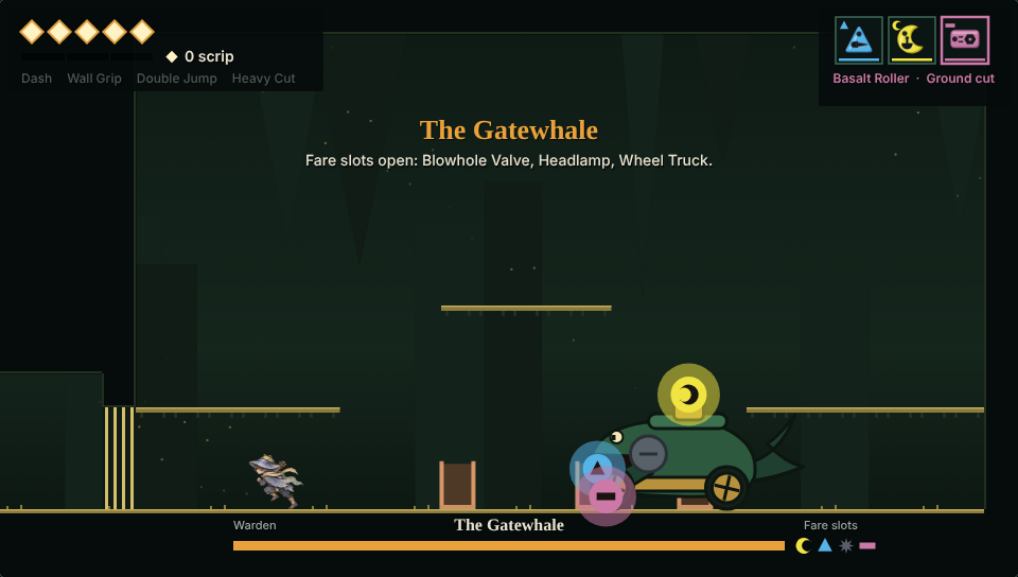 ◆ 0 scrip
Dash Wall Grip Double Jump Heavy Cut
Basalt Roller · Ground cut
The Gatewhale
Fare slots open: Blowhole Valve, Headlamp, Wheel Truck.
Warden
The Gatewhale
Fare slots